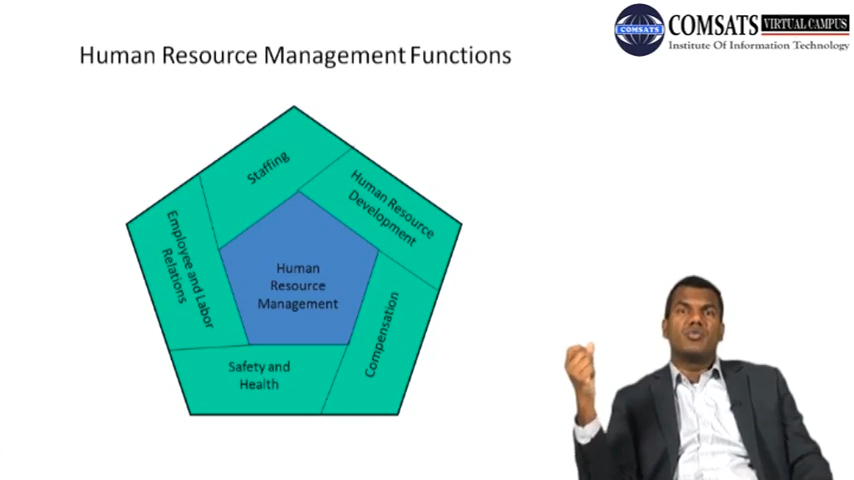 COMSATS
COMSATS VIRTUAL CAMPUS
Institute Of Information Technology
Human Resource Management Functions
Staffing
Human Resource
Development
Employee and Labor
Relations
Human
Resource
Management
Compensation
Safety and
Health